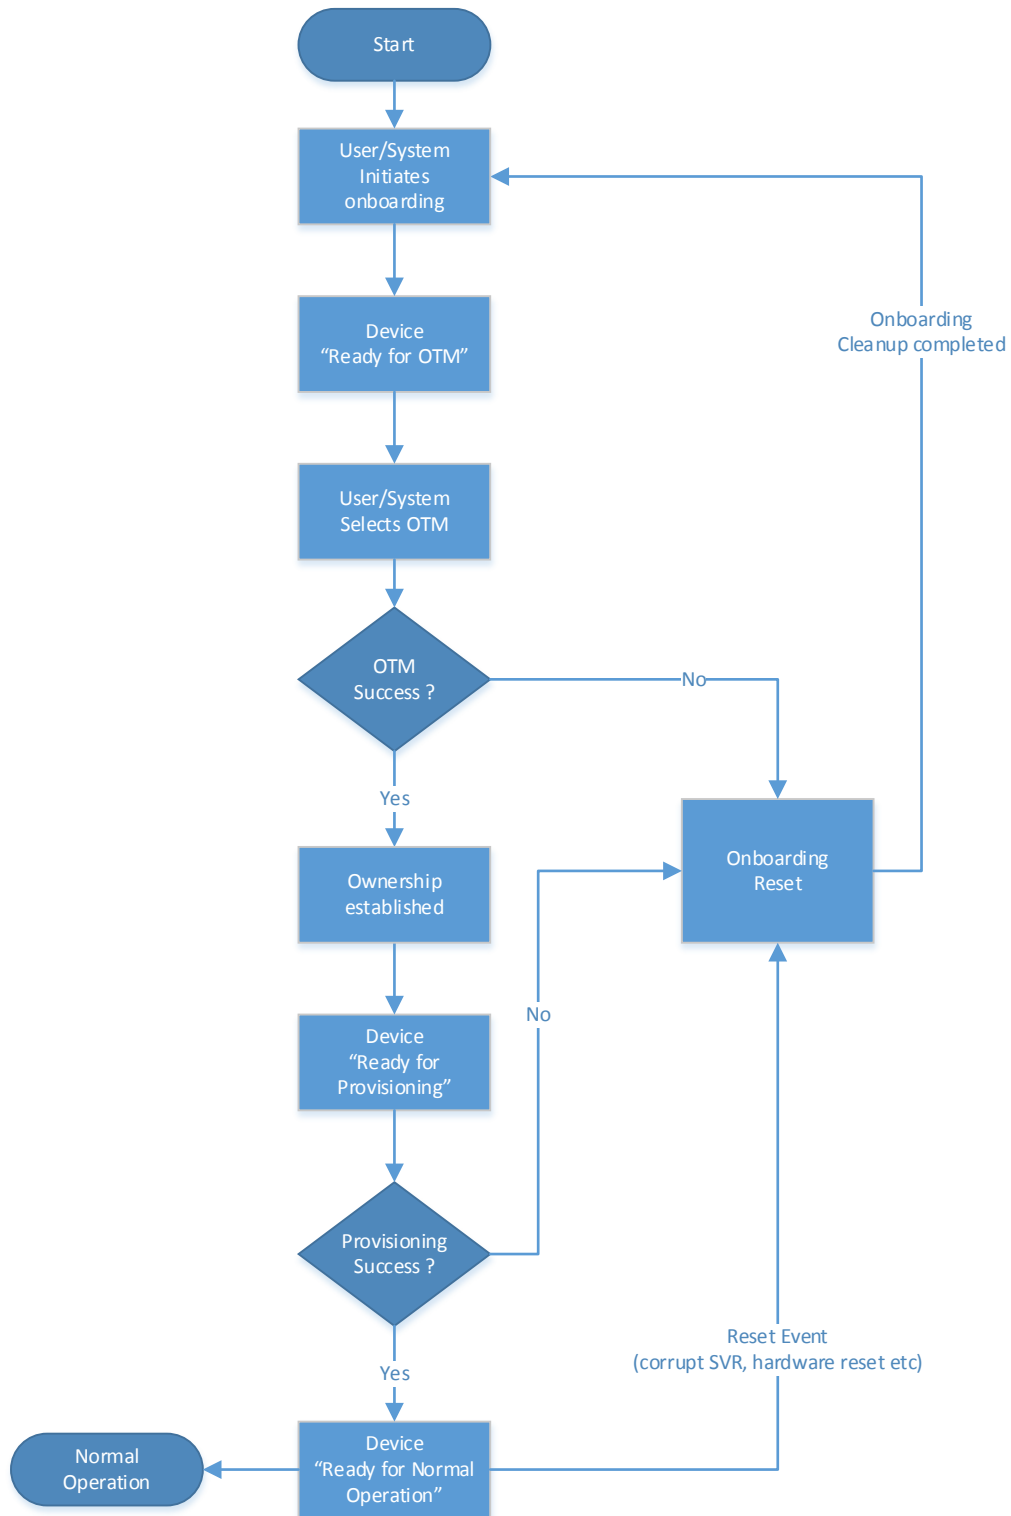 Start
User/System
Initiates
onboarding
Onboarding
Cleanup completed
Device
“Ready for OTM”
User/System
Selects OTM
OTM
Success ?
No
Yes
Onboarding
Reset
Ownership
established
No
Device
“Ready for
Provisioning”
Provisioning
Success ?
Reset Event
(corrupt SVR, hardware reset etc)
Yes
Normal
Operation
Device
“Ready for Normal
Operation”